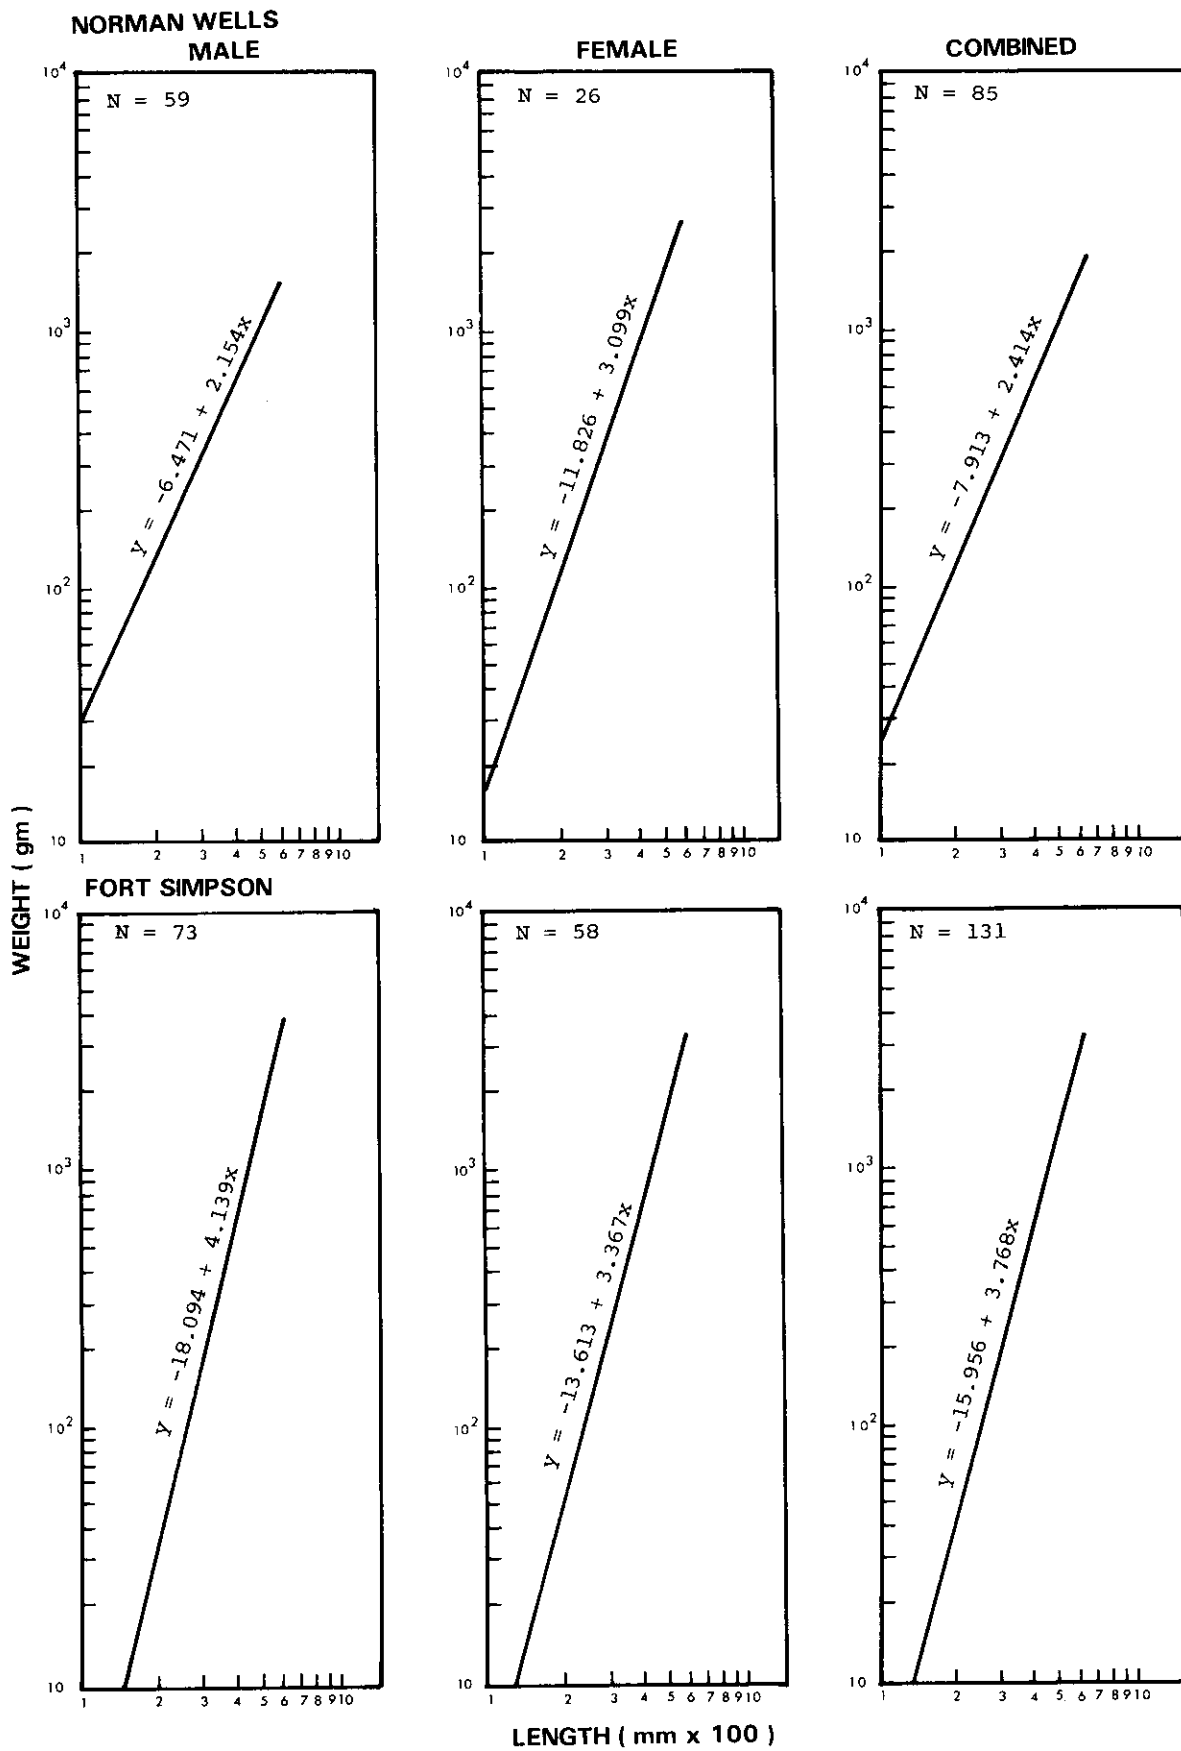 NORMAN WELLS
MALE FEMALE COMBINED
10⁴ 10⁴ 10⁴
N = 59 N = 26 N = 85
10³ 10³ 10³
y = -6.471 + 2.154x y = -11.826 + 3.099x y = -7.913 + 2.414x
10² 10² 10²
10 10 10
1 2 3 4 5 6 7 8 9 10 1 2 3 4 5 6 7 8 9 10 1 2 3 4 5 6 7 8 9 10
WEIGHT ( gm )
FORT SIMPSON
10⁴ 10⁴ 10⁴
N = 73 N = 58 N = 131
10³ 10³ 10³
y = -18.094 + 4.139x y = -13.613 + 3.367x y = -15.956 + 3.768x
10² 10² 10²
10 10 10
1 2 3 4 5 6 7 8 9 10 1 2 3 4 5 6 7 8 9 10 1 2 3 4 5 6 7 8 9 10
LENGTH ( mm x 100 )